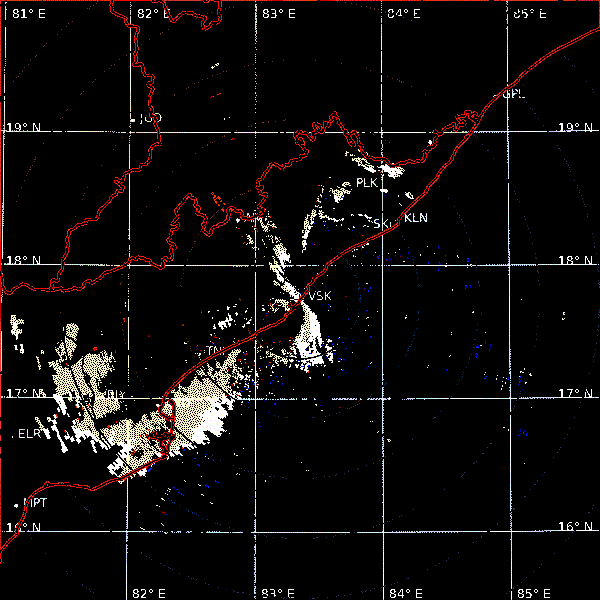 81° E 82° E 83° E 84° E 85° E
GPL
JGD
19° N 19° N
PLK
SKL KLN
18° N 18° N
VSK
TNI
17° N 17° N
ELR
MPT
16° N 16° N
82° E 83° E 84° E 85° E